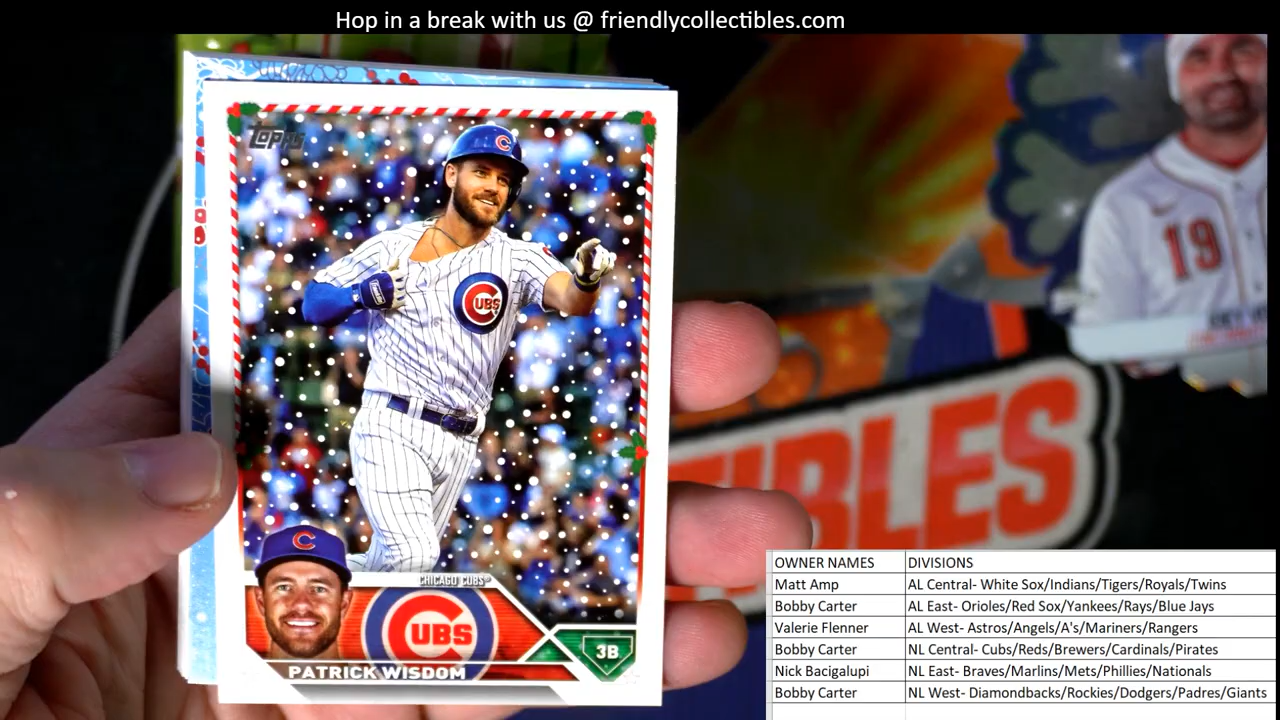 Hop in a break with us @ friendlycollectibles.com
Topps
C
CUBS
19
C
CHICAGO CUBS®
CUBS
3B
PATRICK WISDOM
IBLES
OWNER NAMES DIVISIONS
Matt Amp AL Central- White Sox/Indians/Tigers/Royals/Twins
Bobby Carter AL East- Orioles/Red Sox/Yankees/Rays/Blue Jays
Valerie Flenner AL West- Astros/Angels/A's/Mariners/Rangers
Bobby Carter NL Central- Cubs/Reds/Brewers/Cardinals/Pirates
Nick Bacigalupi NL East- Braves/Marlins/Mets/Phillies/Nationals
Bobby Carter NL West- Diamondbacks/Rockies/Dodgers/Padres/Giants